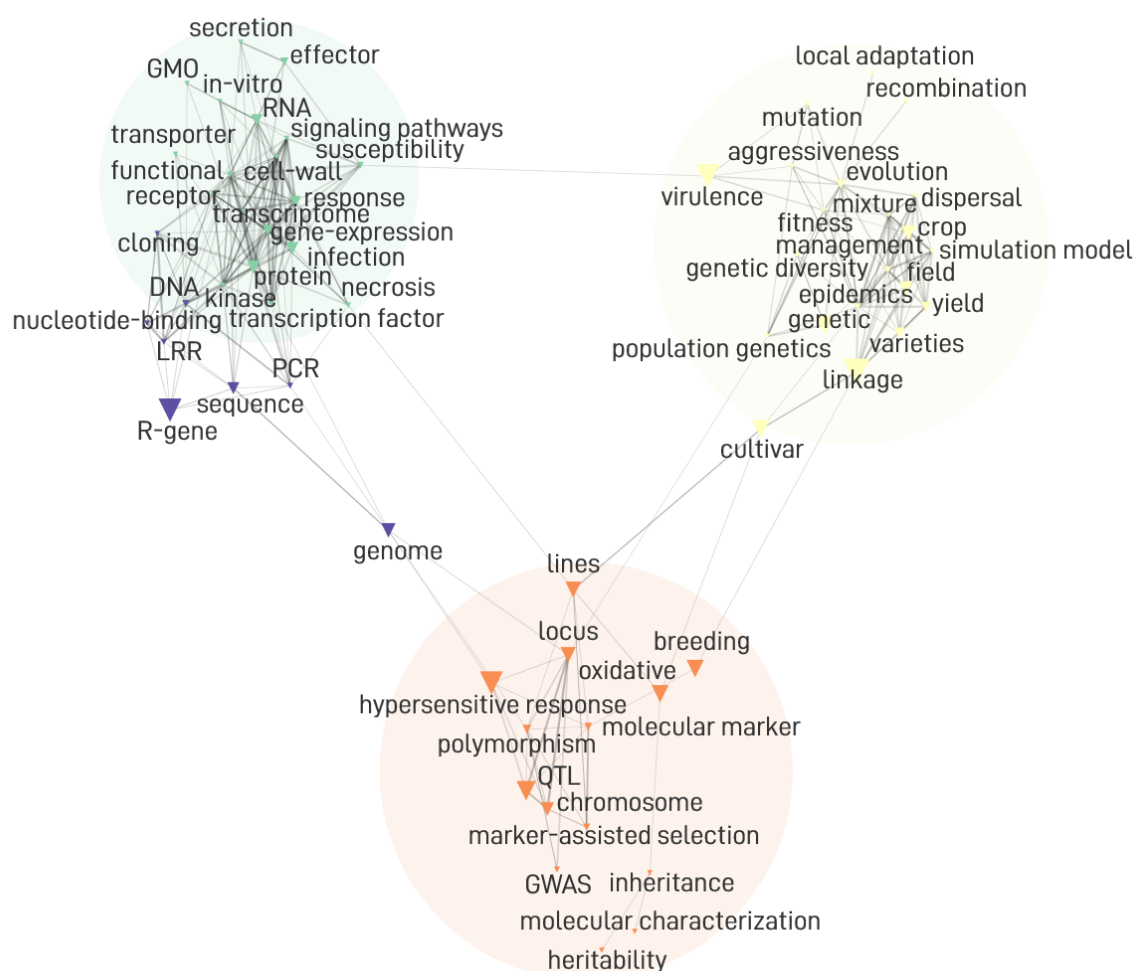 secretion
effector
GMO
in-vitro
RNA
transporter
signaling pathways
susceptibility
functional
cell-wall
receptor
response
transcriptome
cloning
gene-expression
infection
protein
DNA
kinase
necrosis
nucleotide-binding
transcription factor
LRR
PCR
sequence
R-gene
genome
local adaptation
recombination
mutation
aggressiveness
evolution
virulence
mixture
dispersal
fitness
crop
management
simulation model
genetic diversity
field
epidemics
yield
genetic
population genetics
varieties
linkage
cultivar
lines
locus
breeding
oxidative
hypersensitive response
molecular marker
polymorphism
QTL
chromosome
marker-assisted selection
GWAS
inheritance
molecular characterization
heritability